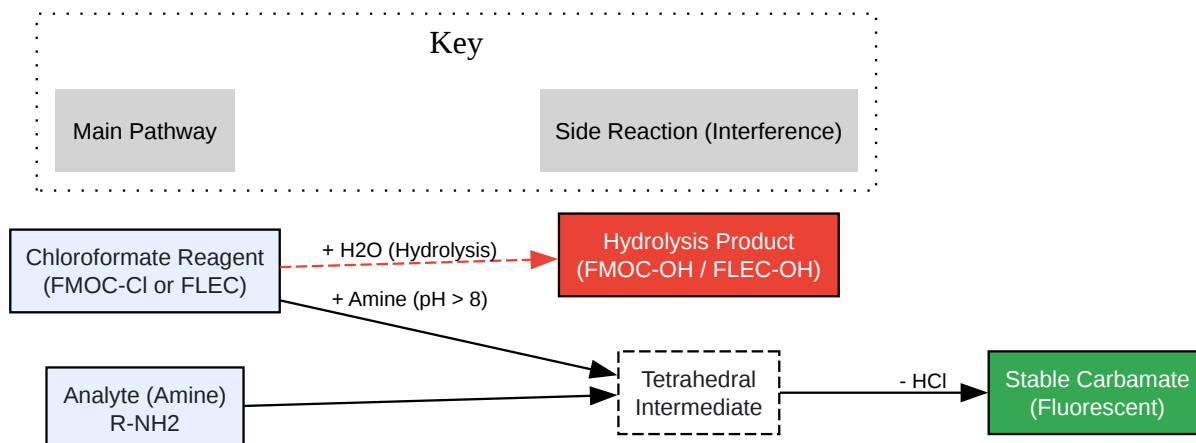 Key
Main Pathway
Side Reaction (Interference)
Chloroformate Reagent
(FMOC-Cl or FLEC)
+ H2O (Hydrolysis)
Hydrolysis Product
(FMOC-OH / FLEC-OH)
+ Amine (pH > 8)
Analyte (Amine)
R-NH2
Tetrahedral
Intermediate
- HCl
Stable Carbamate
(Fluorescent)